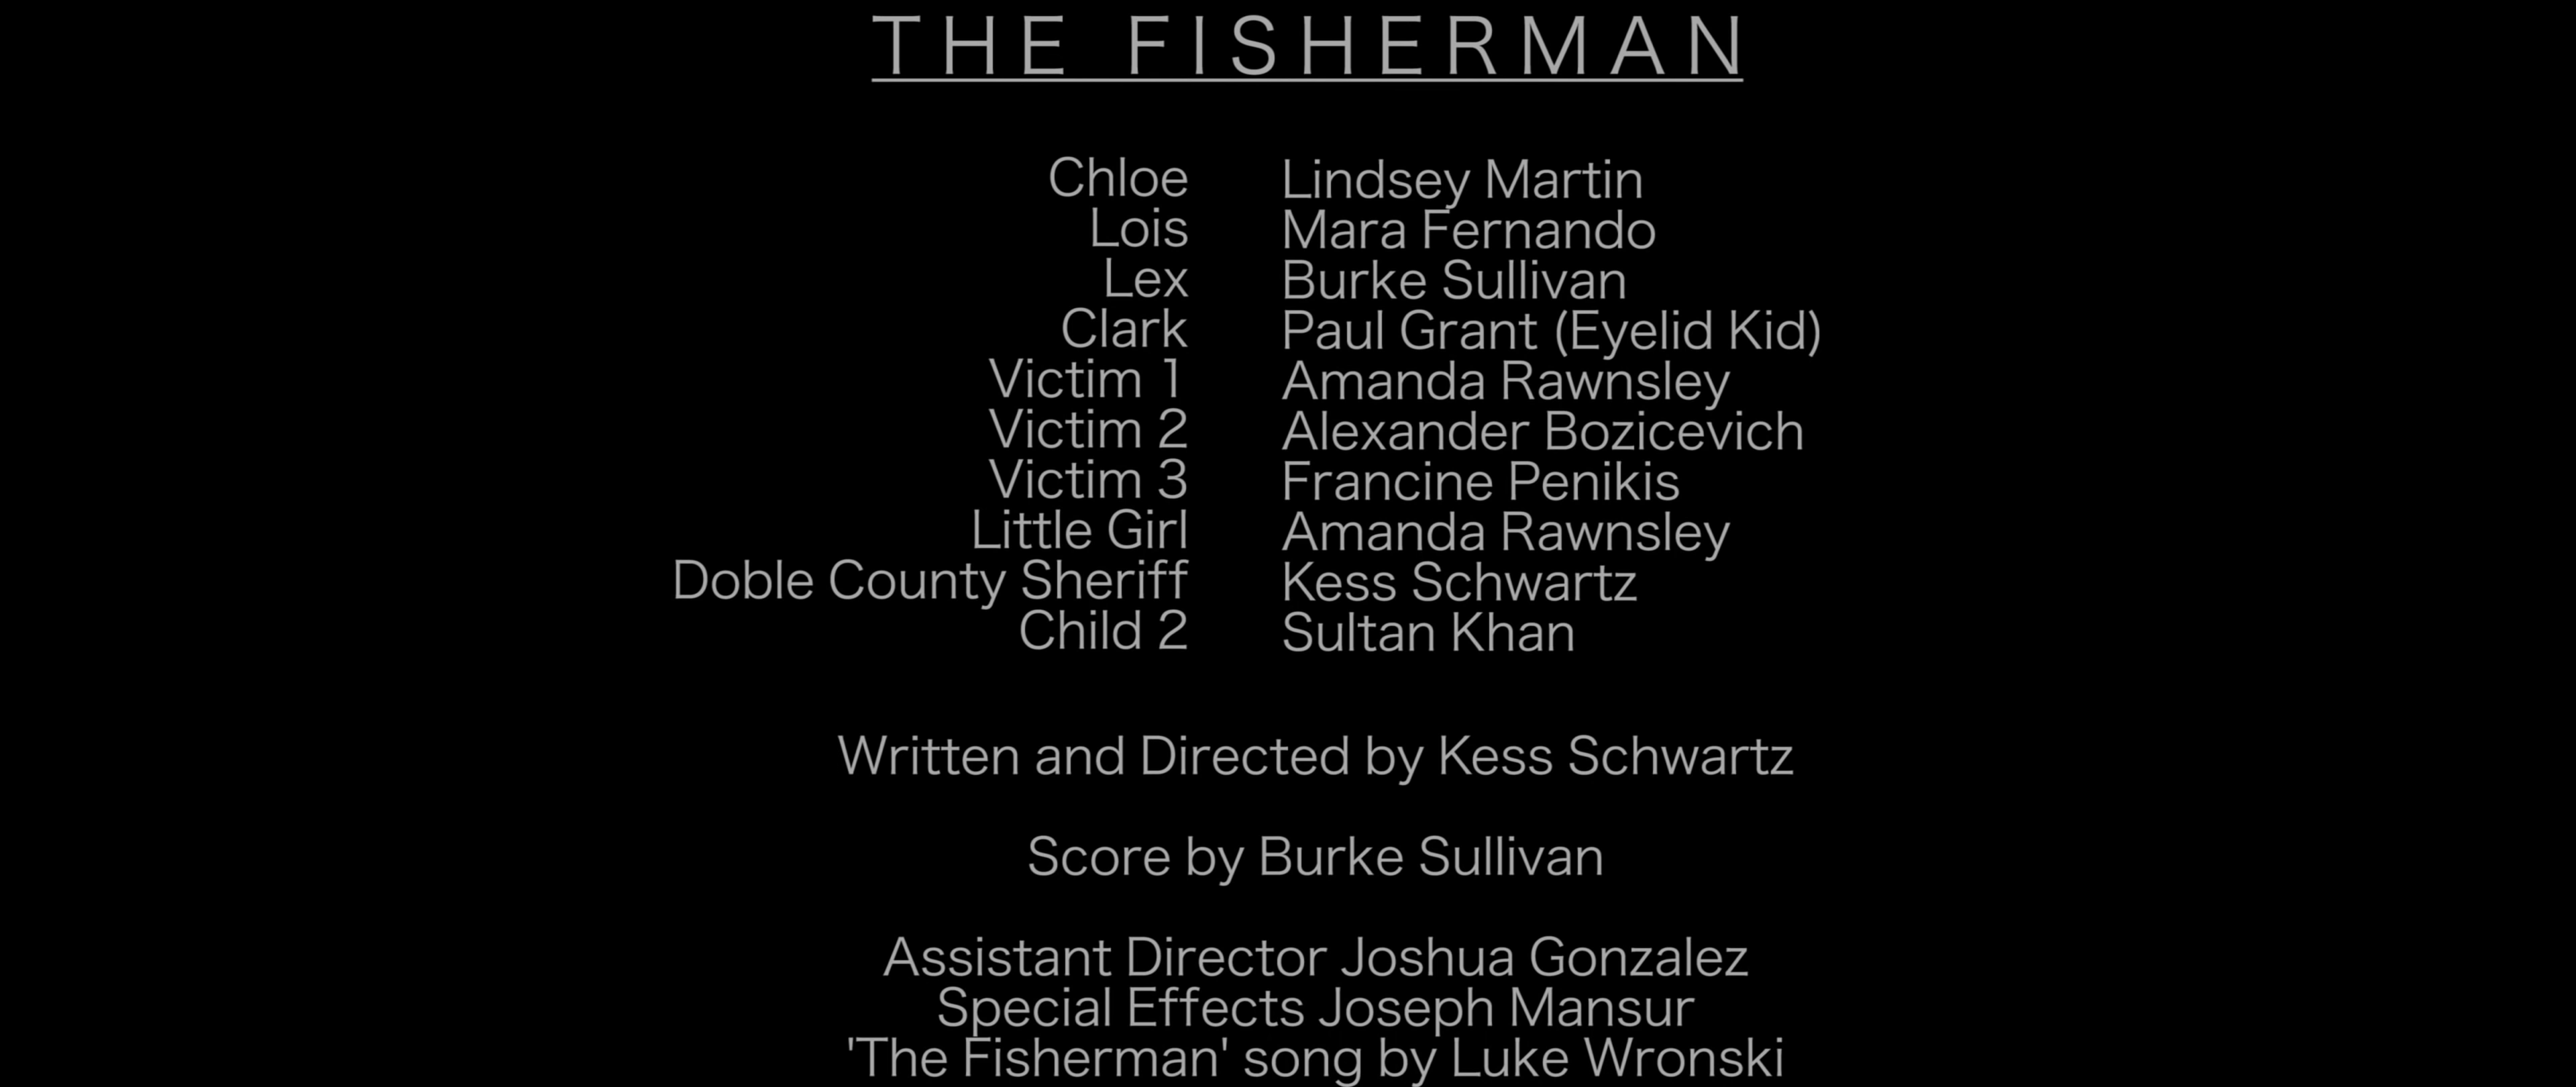 THE FISHERMAN
Chloe Lindsey Martin
Lois Mara Fernando
Lex Burke Sullivan
Clark Paul Grant (Eyelid Kid)
Victim 1 Amanda Rawnsley
Victim 2 Alexander Bozicevich
Victim 3 Francine Penikis
Little Girl Amanda Rawnsley
Doble County Sheriff Kess Schwartz
Child 2 Sultan Khan
Written and Directed by Kess Schwartz
Score by Burke Sullivan
Assistant Director Joshua Gonzalez
Special Effects Joseph Mansur
'The Fisherman' song by Luke Wronski